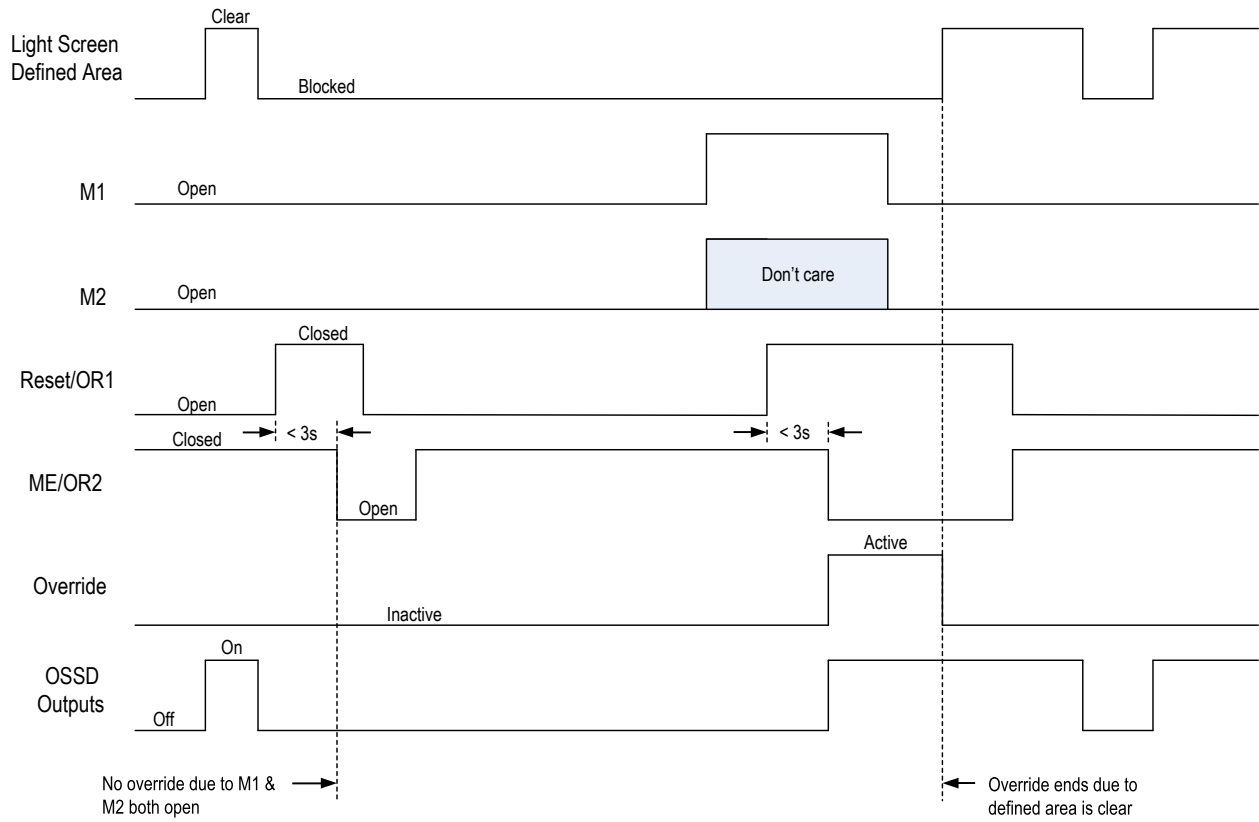 Clear
Light Screen
Defined Area
Blocked
M1
Open
M2
Open
Don't care
Closed
Reset/OR1
Open
< 3s
< 3s
Closed
ME/OR2
Open
Active
Override
Inactive
On
OSSD
Outputs
Off
No override due to M1 &
M2 both open
Override ends due to
defined area is clear